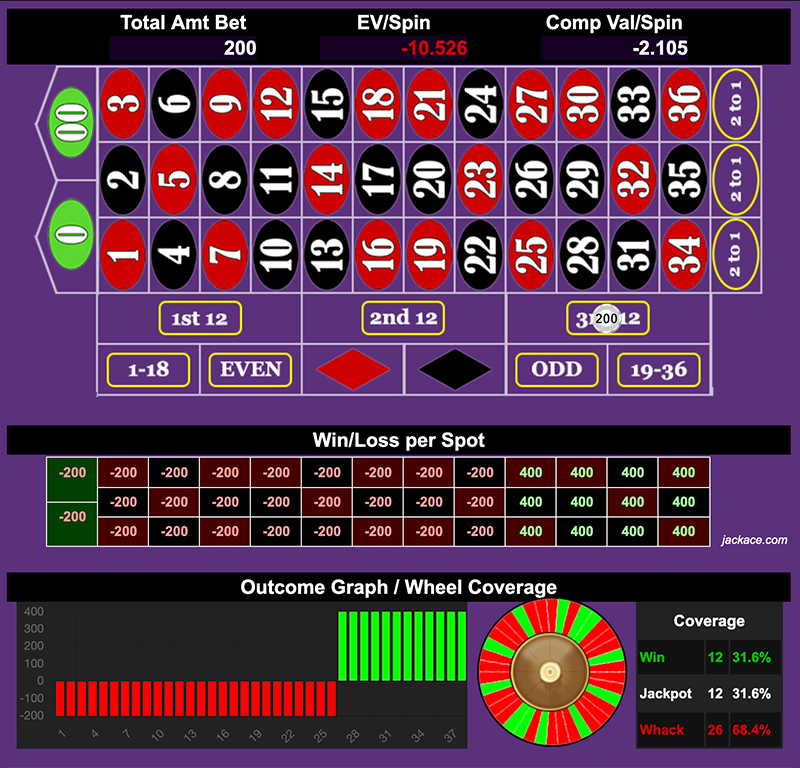 Total Amt Bet EV/Spin Comp Val/Spin
200 -10.526 -2.105
00 3 6 9 12 15 18 21 24 27 30 33 36 2 to 1
2 5 8 11 14 17 20 23 26 29 32 35 2 to 1
0 1 4 7 10 13 16 19 22 25 28 31 34 2 to 1
1st 12 2nd 12 3 200 12
1-18 EVEN ODD 19-36
Win/Loss per Spot
-200 -200 -200 -200 -200 -200 -200 -200 -200 400 400 400 400
-200 -200 -200 -200 -200 -200 -200 -200 400 400 400 400
-200 -200 -200 -200 -200 -200 -200 -200 -200 400 400 400 400
jackace.com
Outcome Graph / Wheel Coverage
400
300
200
100
0
-100
-200
1 4 7 10 13 16 19 22 25 28 31 34 37
Coverage
Win 12 31.6%
Jackpot 12 31.6%
Whack 26 68.4%